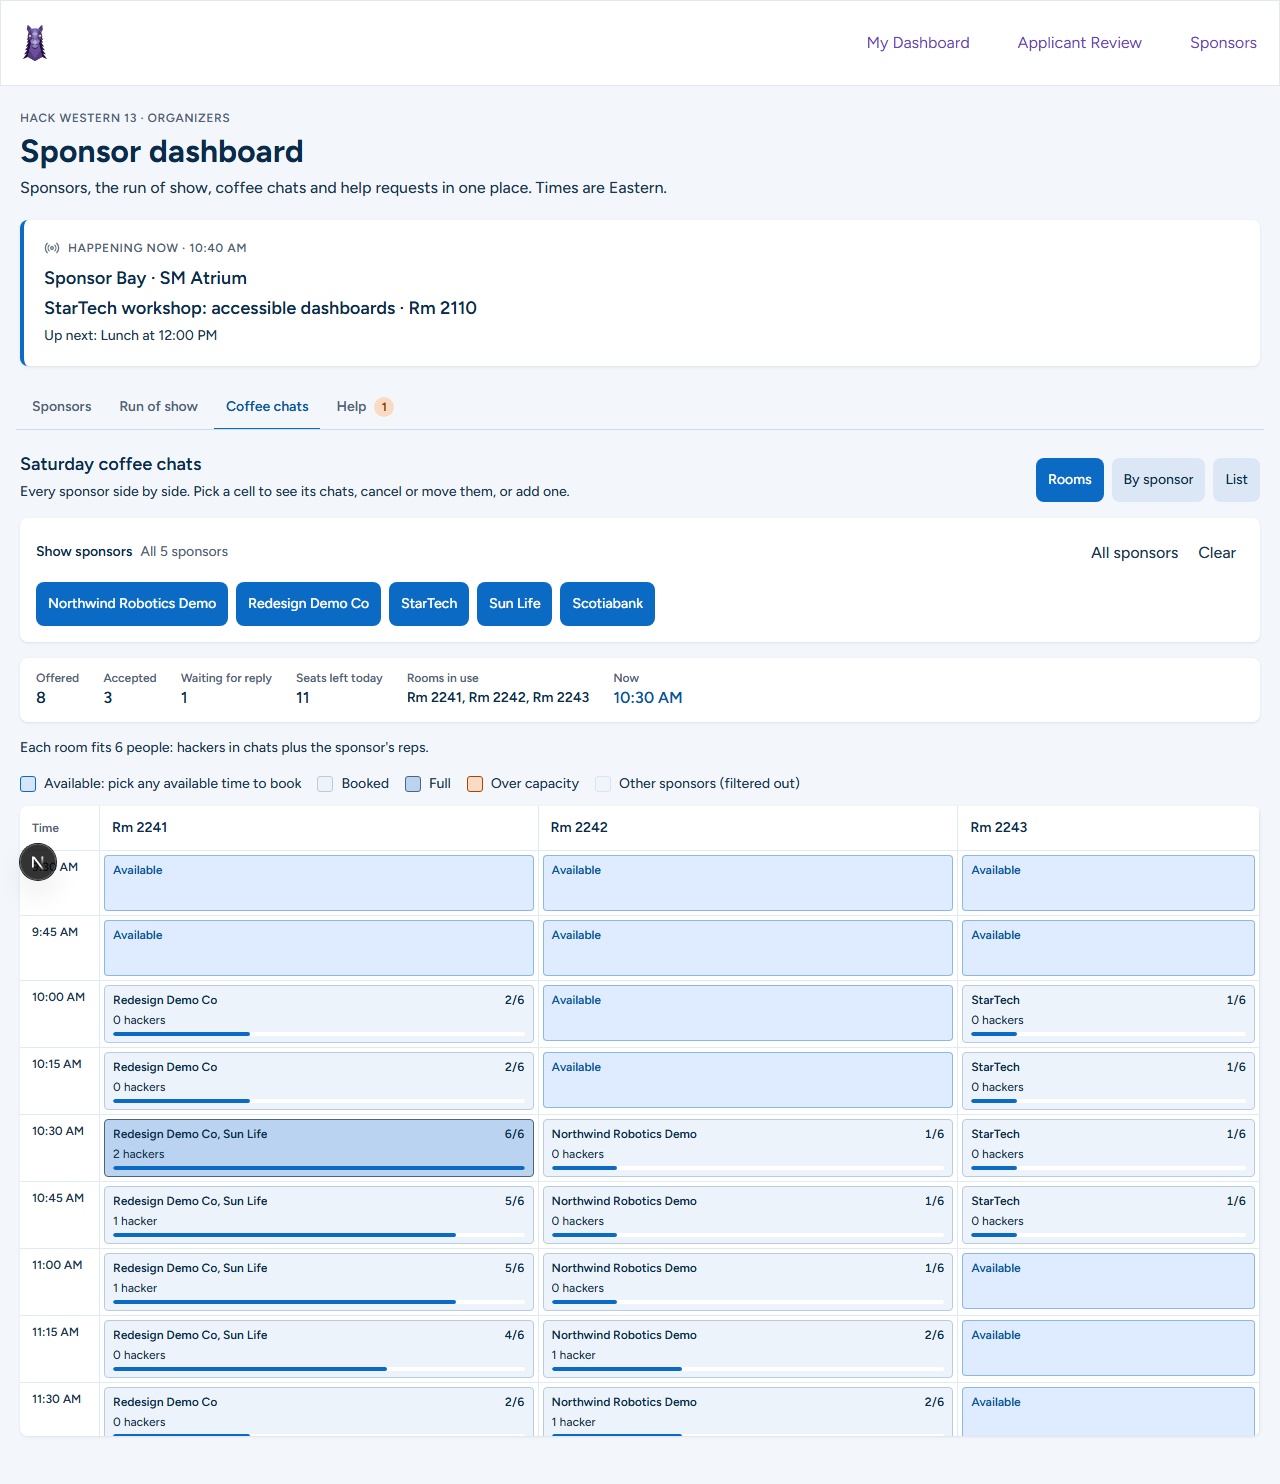 My Dashboard
Applicant Review
Sponsors
HACK WESTERN 13 · ORGANIZERS
Sponsor dashboard
Sponsors, the run of show, coffee chats and help requests in one place. Times are Eastern.
HAPPENING NOW · 10:40 AM
Sponsor Bay · SM Atrium
StarTech workshop: accessible dashboards · Rm 2110
Up next: Lunch at 12:00 PM
Sponsors
Run of show
Coffee chats
Help 1
Saturday coffee chats
Every sponsor side by side. Pick a cell to see its chats, cancel or move them, or add one.
Rooms
By sponsor
List
Show sponsors All 5 sponsors
All sponsors
Clear
Northwind Robotics Demo
Redesign Demo Co
StarTech
Sun Life
Scotiabank
Offered
8
Accepted
3
Waiting for reply
1
Seats left today
11
Rooms in use
Rm 2241, Rm 2242, Rm 2243
Now
10:30 AM
Each room fits 6 people: hackers in chats plus the sponsor's reps.
Available: pick any available time to book
Booked
Full
Over capacity
Other sponsors (filtered out)
Time
Rm 2241
Rm 2242
Rm 2243
N
AM
Available
Available
Available
9:45 AM
Available
Available
Available
10:00 AM
Redesign Demo Co 2/6
0 hackers
Available
StarTech 1/6
0 hackers
10:15 AM
Redesign Demo Co 2/6
0 hackers
Available
StarTech 1/6
0 hackers
10:30 AM
Redesign Demo Co, Sun Life 6/6
2 hackers
Northwind Robotics Demo 1/6
0 hackers
StarTech 1/6
0 hackers
10:45 AM
Redesign Demo Co, Sun Life 5/6
1 hacker
Northwind Robotics Demo 1/6
0 hackers
StarTech 1/6
0 hackers
11:00 AM
Redesign Demo Co, Sun Life 5/6
1 hacker
Northwind Robotics Demo 1/6
0 hackers
Available
11:15 AM
Redesign Demo Co, Sun Life 4/6
0 hackers
Northwind Robotics Demo 2/6
1 hacker
Available
11:30 AM
Redesign Demo Co 2/6
0 hackers
Northwind Robotics Demo 2/6
1 hacker
Available